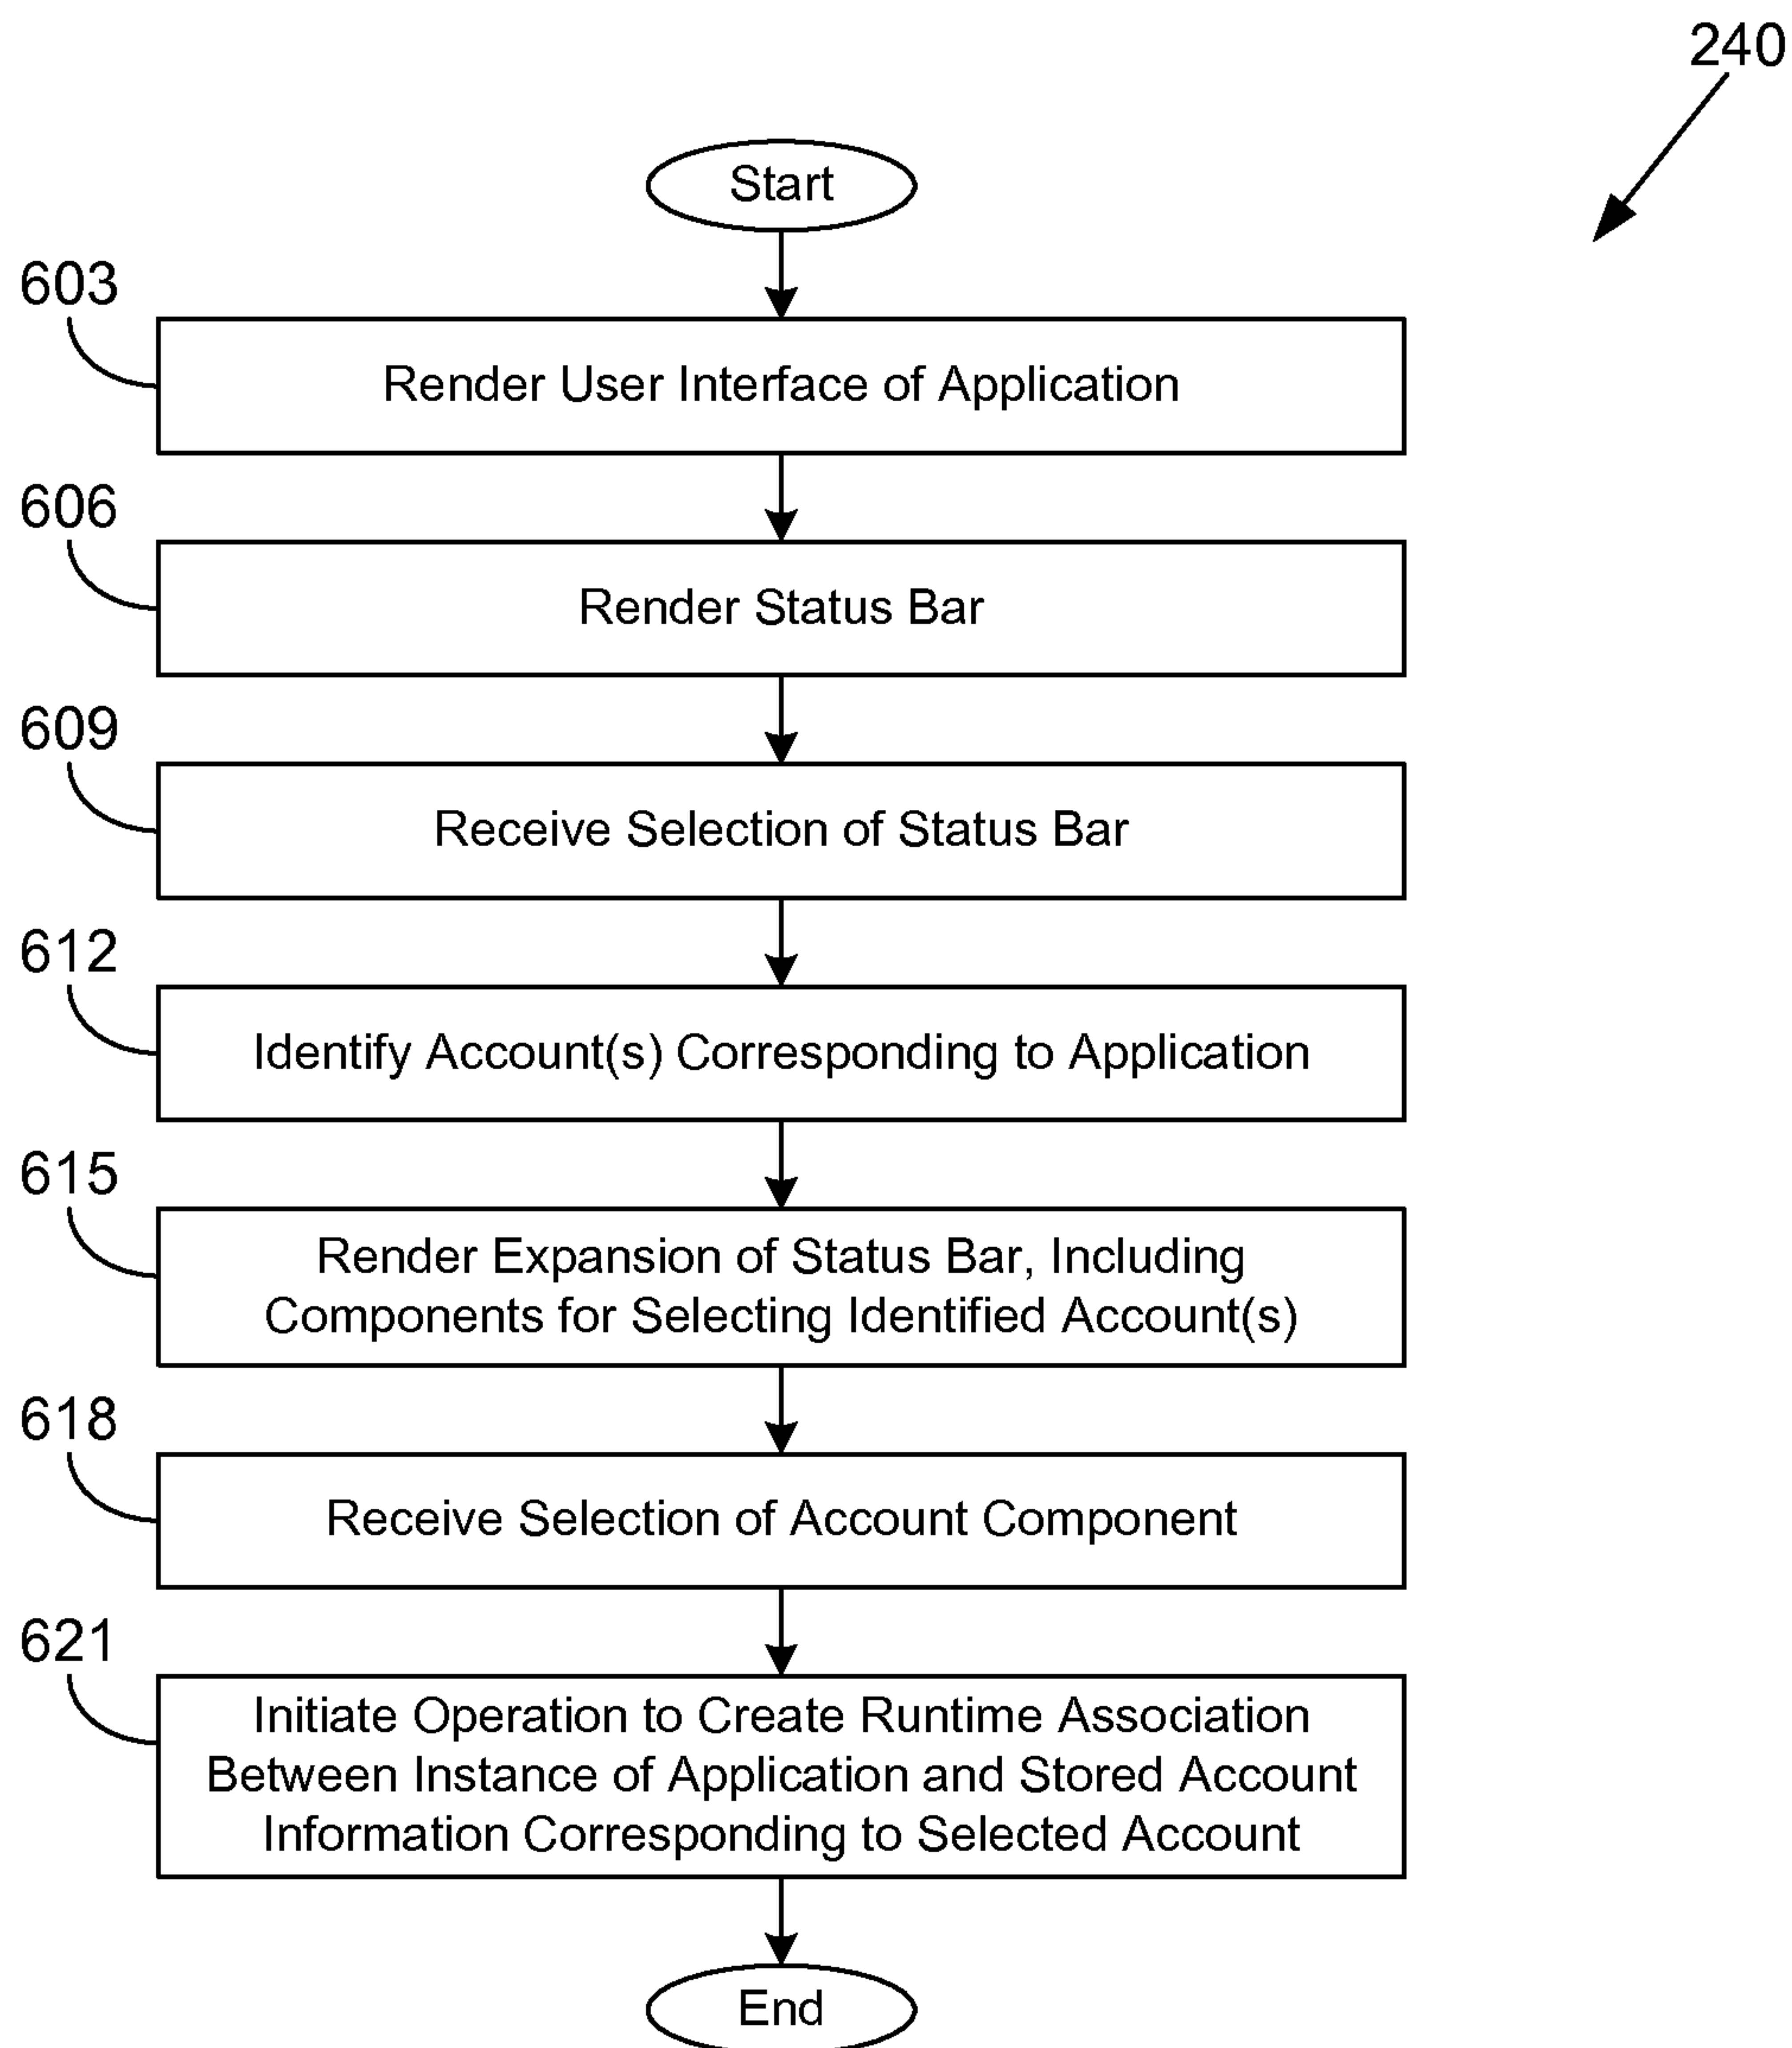 240
Start
603
Render User Interface of Application
606
Render Status Bar
609
Receive Selection of Status Bar
612
Identify Account(s) Corresponding to Application
615
Render Expansion of Status Bar, Including
Components for Selecting Identified Account(s)
618
Receive Selection of Account Component
621
Initiate Operation to Create Runtime Association
Between Instance of Application and Stored Account
Information Corresponding to Selected Account
End